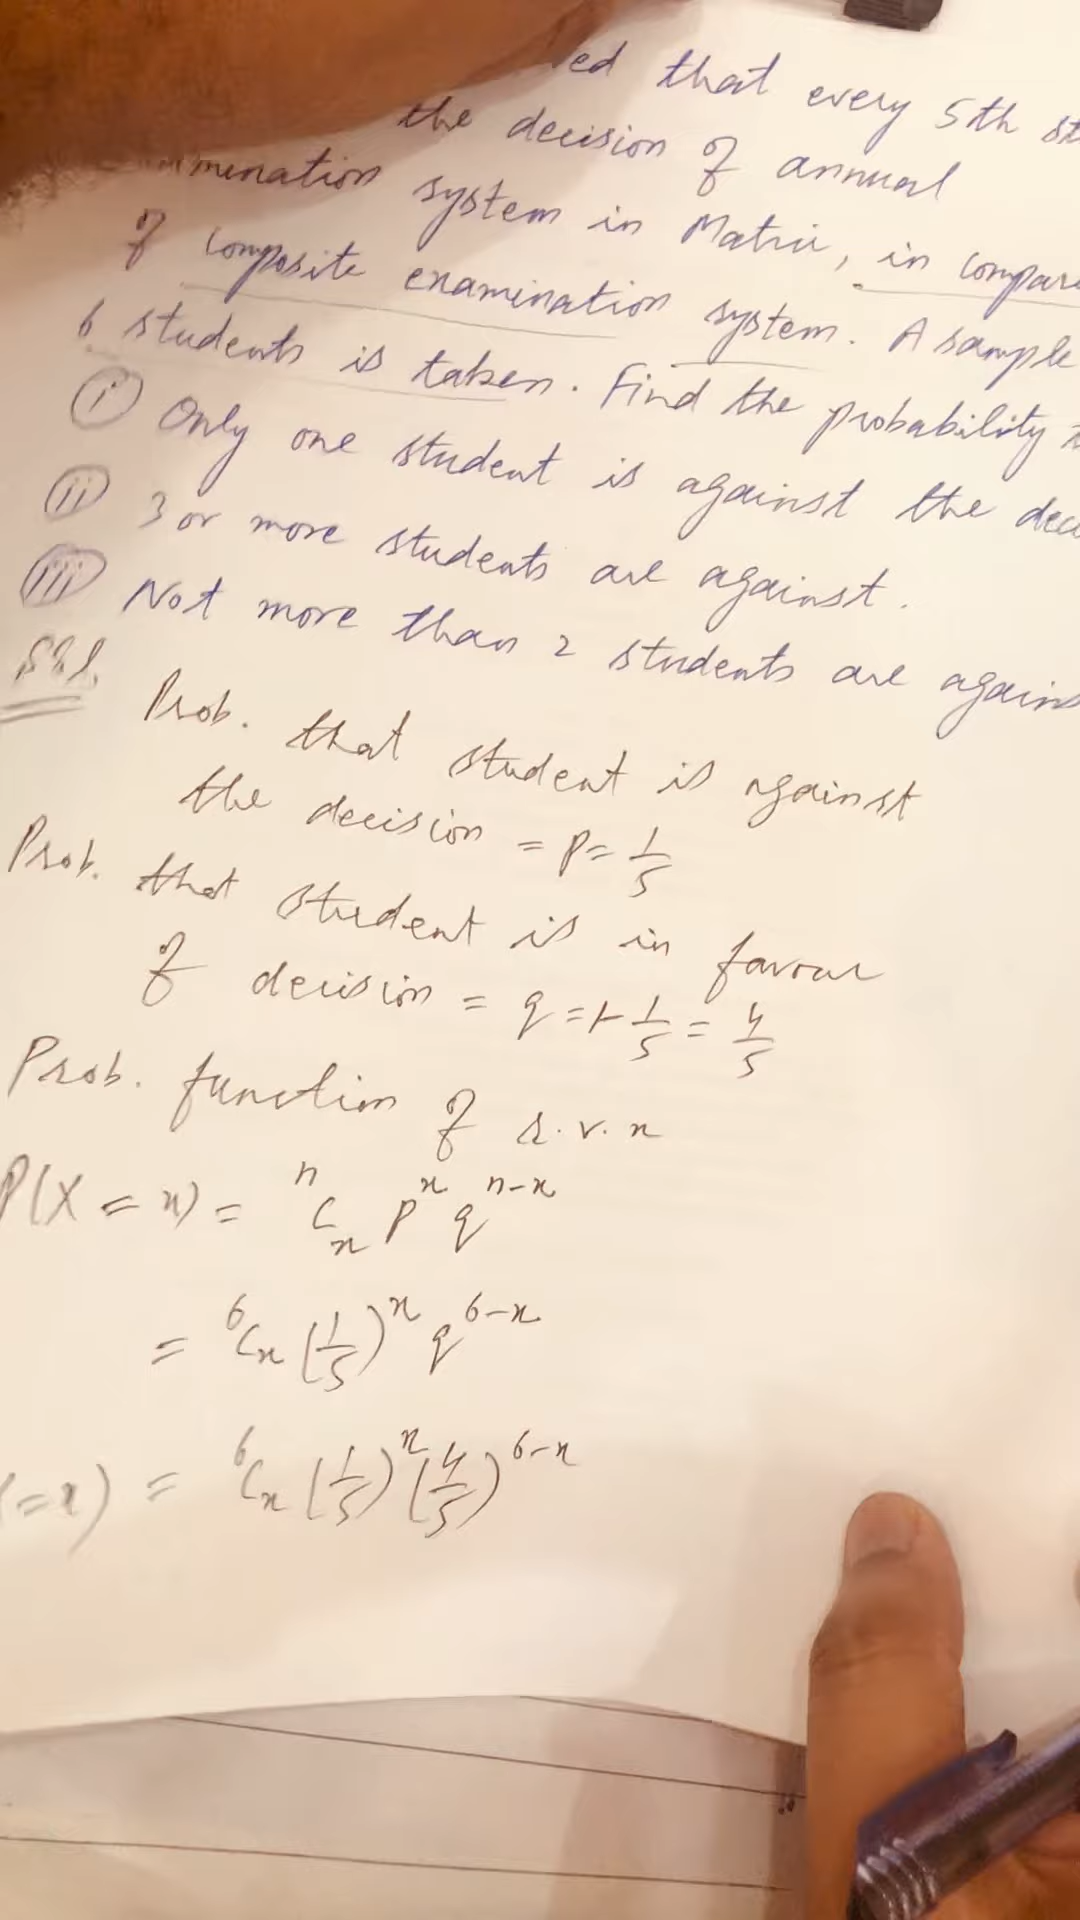 that every 5th
the decision of annual
examination system in Matric, in
of composite examination system. A sample
6 students is taken. Find the probability
(i) Only one student is against the
(ii) 3 or more students are against.
(iii) Not more than 2 students are
Sol.
Prob. that student is against
the decision = p = 1/5
Prob. that student is in favour
of decision = q = 1 - 1/5 = 4/5
Prob. function of r.v. x
P(X = x) = ⁿCₓ pˣ qⁿ⁻ˣ
= ⁶Cₓ (1/5)ˣ q⁶⁻ˣ
= x) = ⁶Cₓ (1/5)ˣ (4/5)⁶⁻ˣ